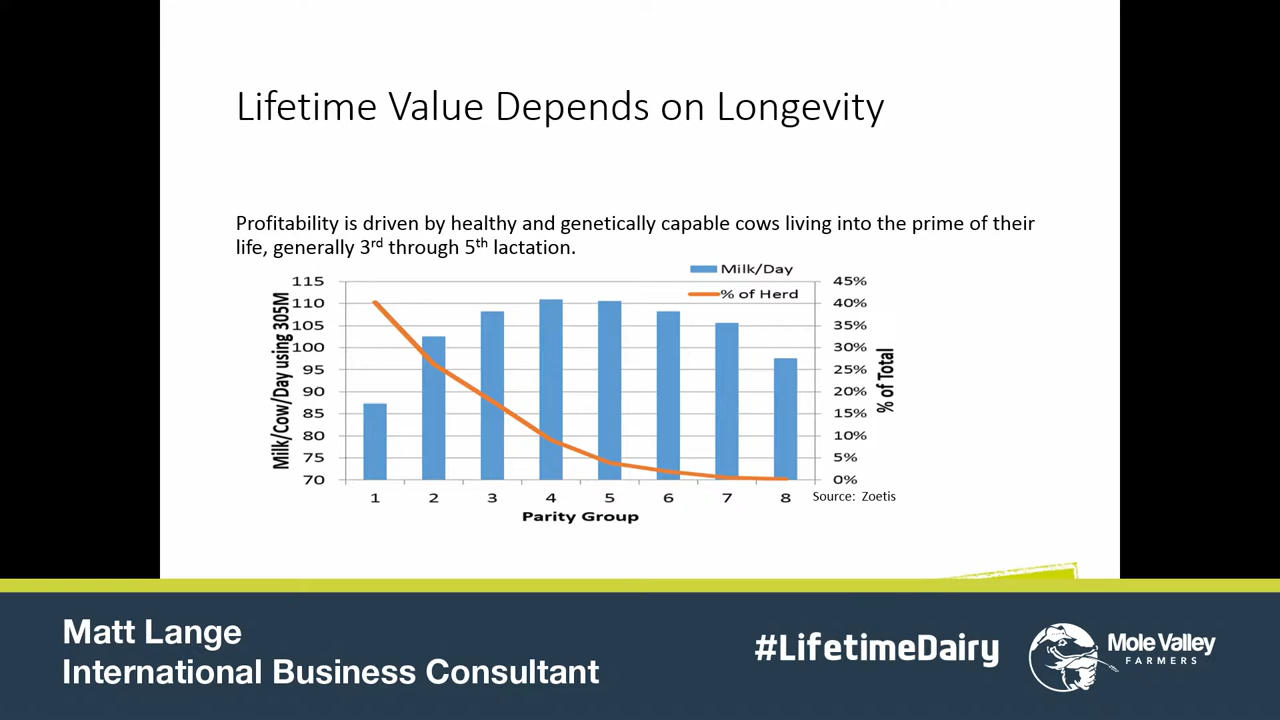 Lifetime Value Depends on Longevity
Profitability is driven by healthy and genetically capable cows living into the prime of their
life, generally 3rd through 5th lactation.
Milk/Day
% of Herd
Milk/Cow/Day using 305M
115
110
105
100
95
90
85
80
75
70
45%
40%
35%
30%
25%
20%
15%
10%
5%
0%
% of Total
1 2 3 4 5 6 7 8
Parity Group
Source: Zoetis
Matt Lange
International Business Consultant
#LifetimeDairy
Mole Valley
FARMERS